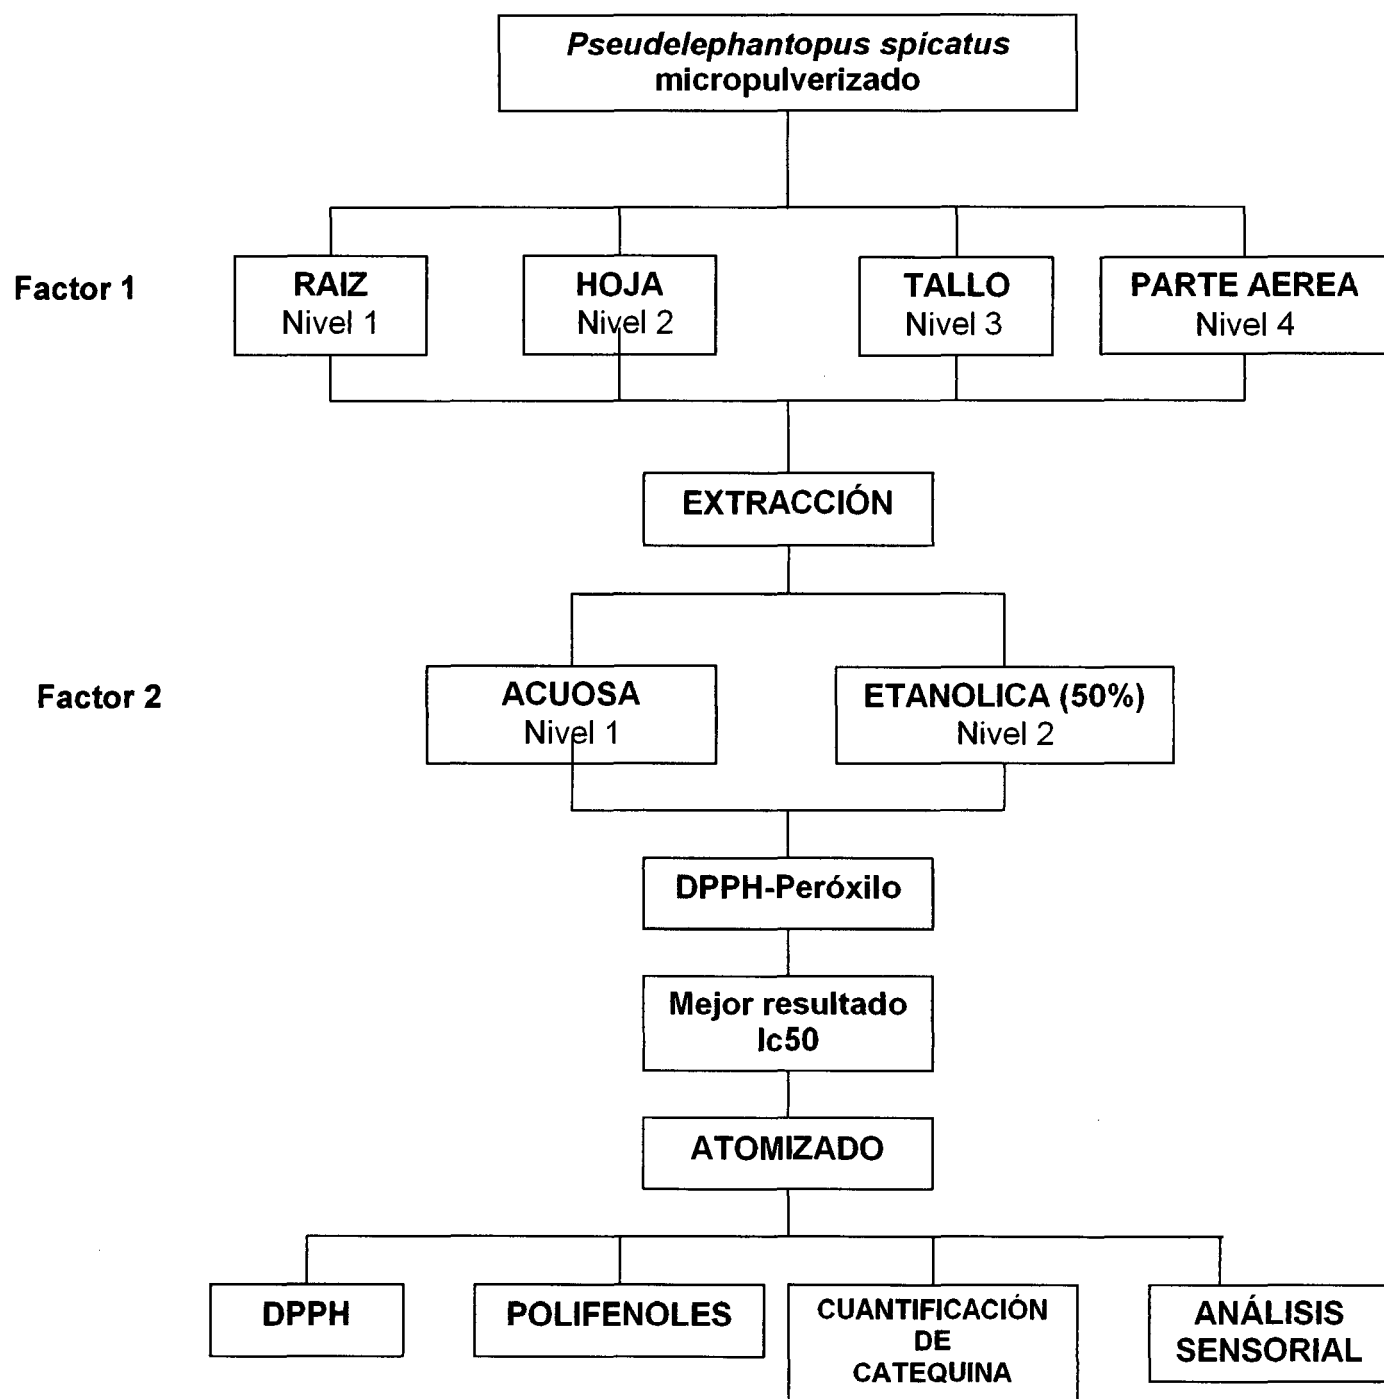 Pseudelephantopus spicatus
micropulverizado
Factor 1
RAIZ
Nivel 1
HOJA
Nivel 2
TALLO
Nivel 3
PARTE AEREA
Nivel 4
EXTRACCIÓN
Factor 2
ACUOSA
Nivel 1
ETANOLICA (50%)
Nivel 2
DPPH-Peróxilo
Mejor resultado
Ic50
ATOMIZADO
DPPH
POLIFENOLES
CUANTIFICACIÓN
DE
CATEQUINA
ANÁLISIS
SENSORIAL